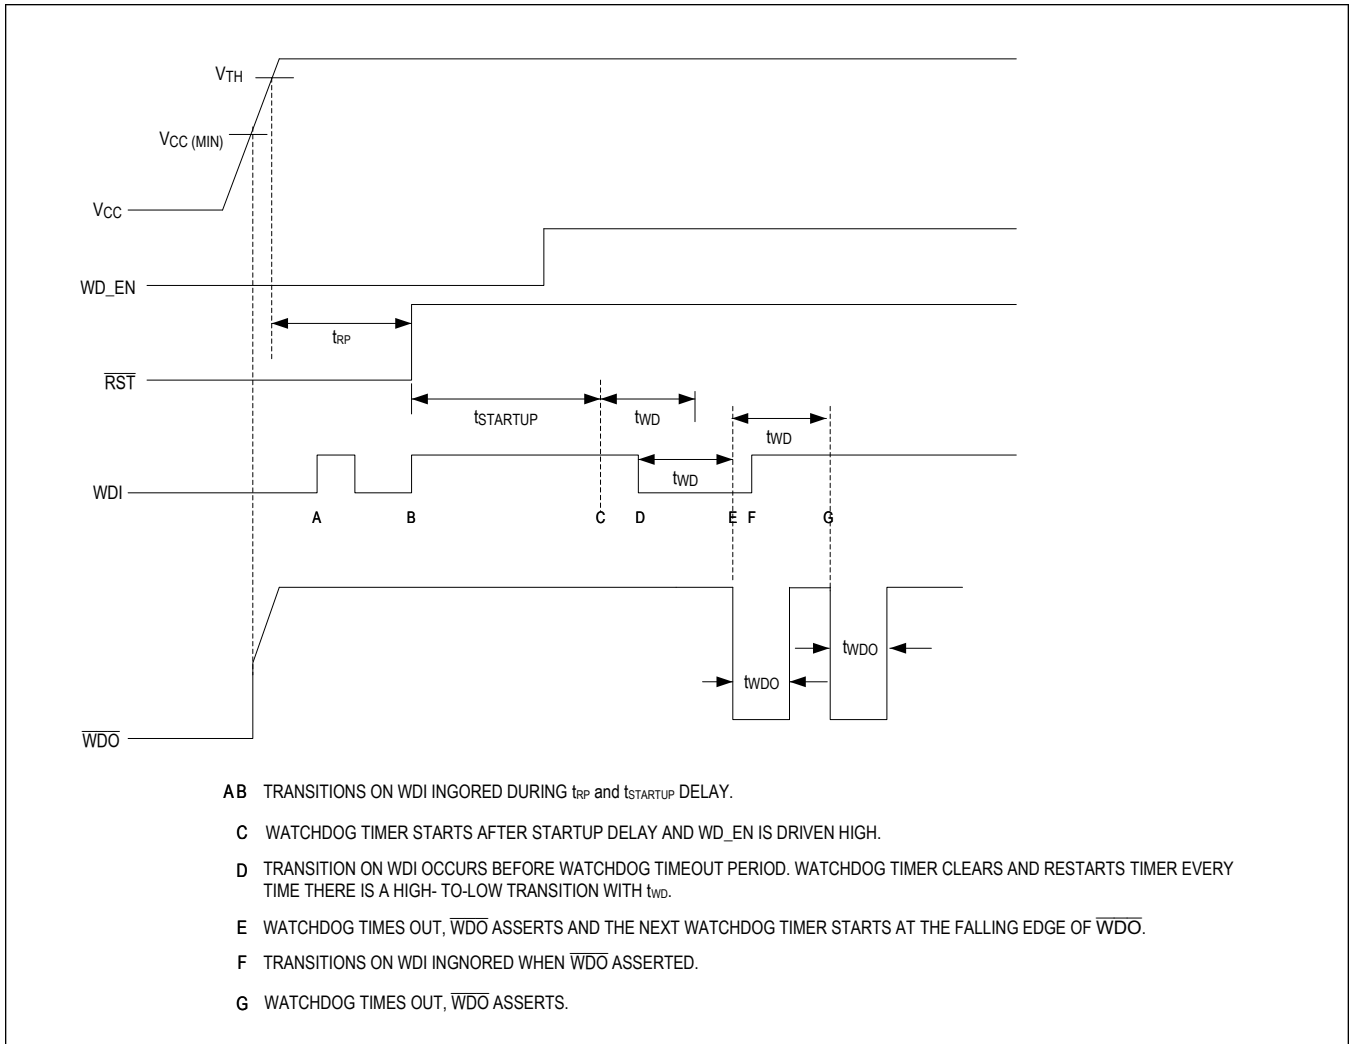 VTH
VCC (MIN)
VCC
WD_EN
tRP
RST
tSTARTUP
tWD
tWD
tWD
WDI
A B C D E F G
tWDO
tWDO
WDO
AB TRANSITIONS ON WDI INGORED DURING tRP and tSTARTUP DELAY.
C WATCHDOG TIMER STARTS AFTER STARTUP DELAY AND WD_EN IS DRIVEN HIGH.
D TRANSITION ON WDI OCCURS BEFORE WATCHDOG TIMEOUT PERIOD. WATCHDOG TIMER CLEARS AND RESTARTS TIMER EVERY
TIME THERE IS A HIGH- TO-LOW TRANSITION WITH tWD.
E WATCHDOG TIMES OUT, WDO ASSERTS AND THE NEXT WATCHDOG TIMER STARTS AT THE FALLING EDGE OF WDO.
F TRANSITIONS ON WDI INGNORED WHEN WDO ASSERTED.
G WATCHDOG TIMES OUT, WDO ASSERTS.